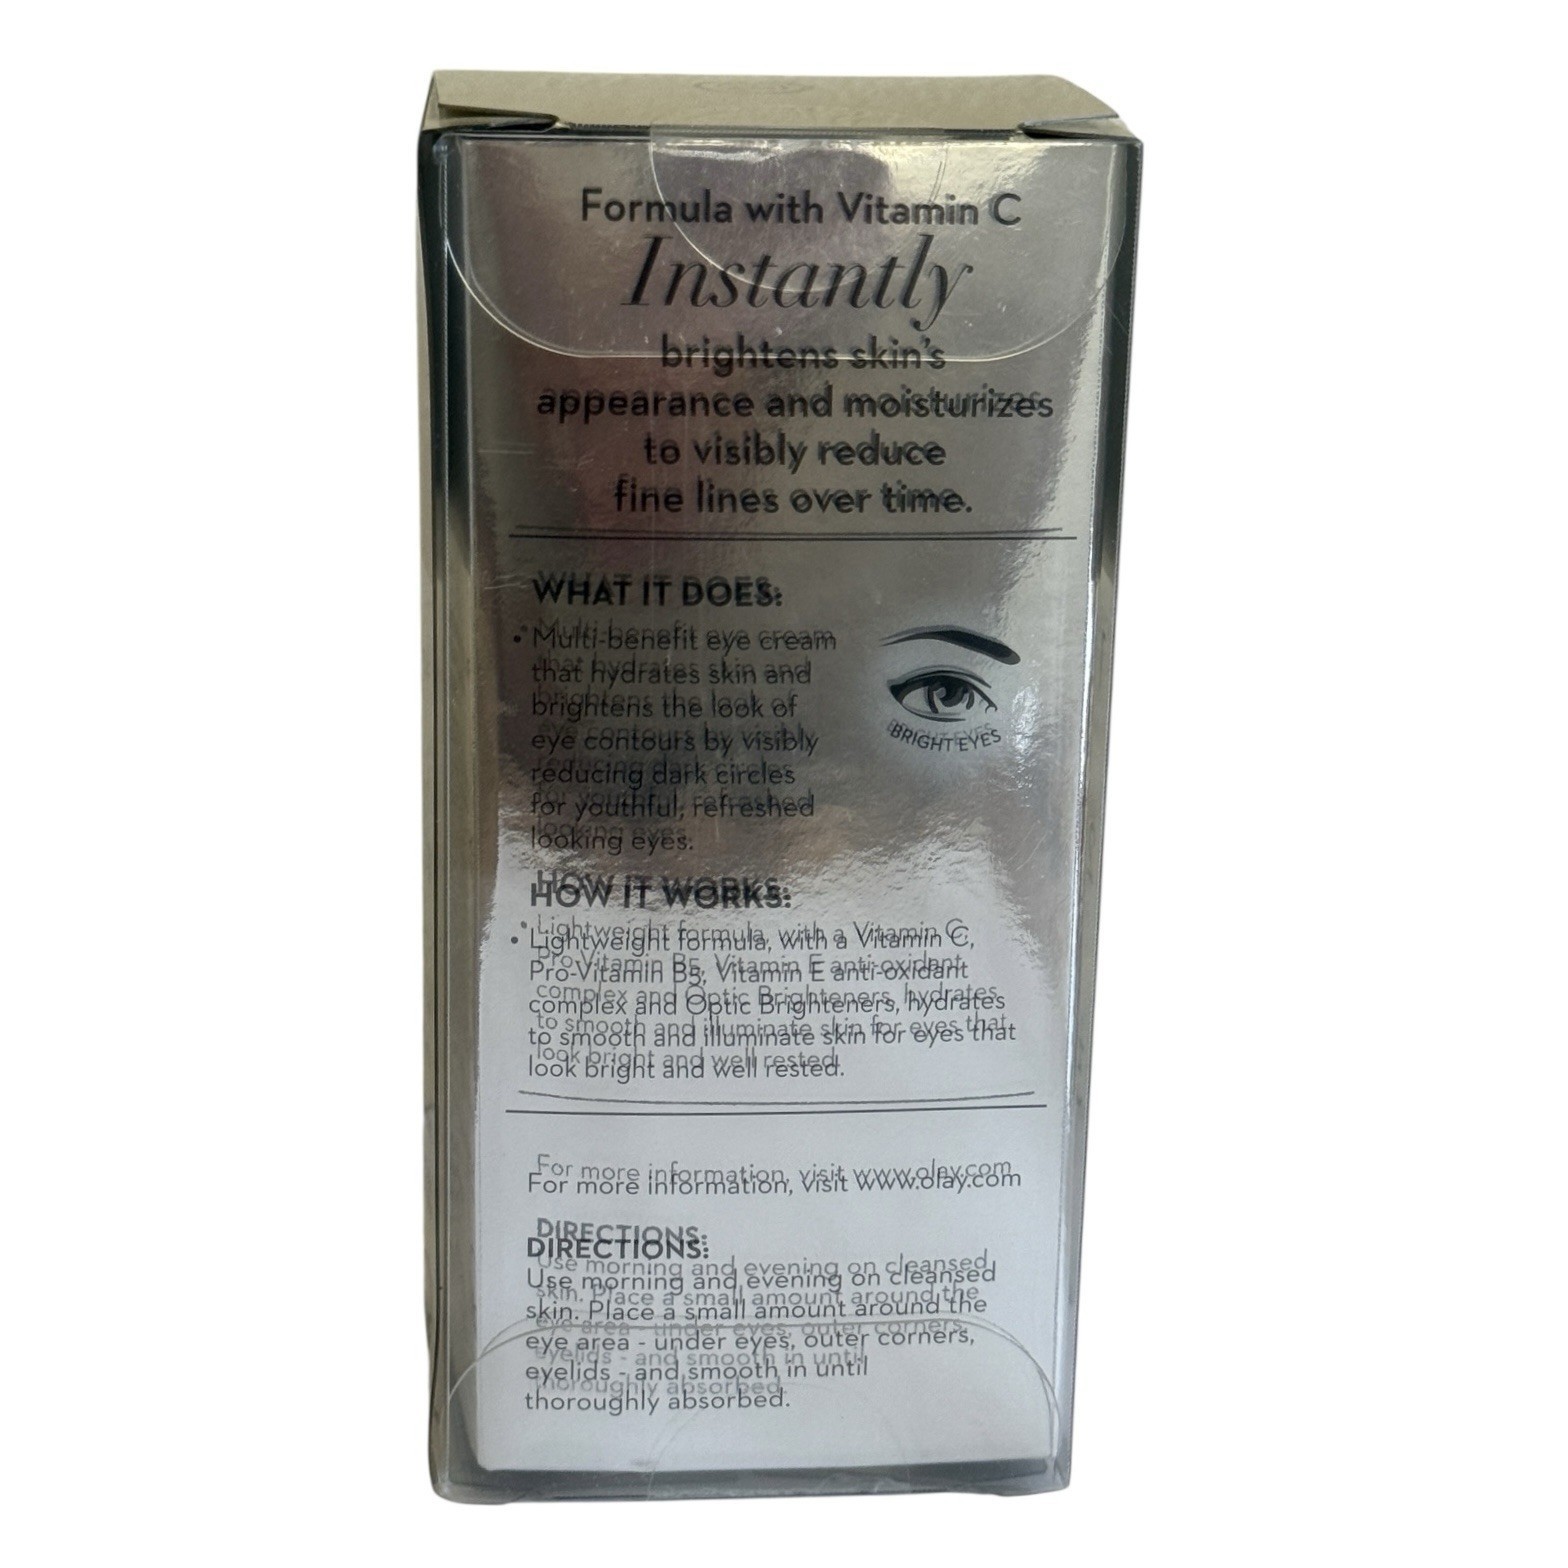 Formula with Vitamin C
Instantly
brightens skin's
appearance and moisturizes
to visibly reduce
fine lines over time.
WHAT IT DOES:
• Multi-benefit eye cream
that hydrates skin and
brightens the look of
eye contours by visibly
reducing dark circles
for youthful, refreshed
looking eyes.
BRIGHT EYES
HOW IT WORKS:
• Lightweight formula, with a Vitamin C,
Pro-Vitamin B5, Vitamin E anti-oxidant
complex and Optic Brighteners, hydrates
to smooth and illuminate skin for eyes that
look bright and well rested.
For more information, visit www.olay.com
DIRECTIONS:
Use morning and evening on cleansed
skin. Place a small amount around the
eye area - under eyes, outer corners,
eyelids - and smooth in until
thoroughly absorbed.